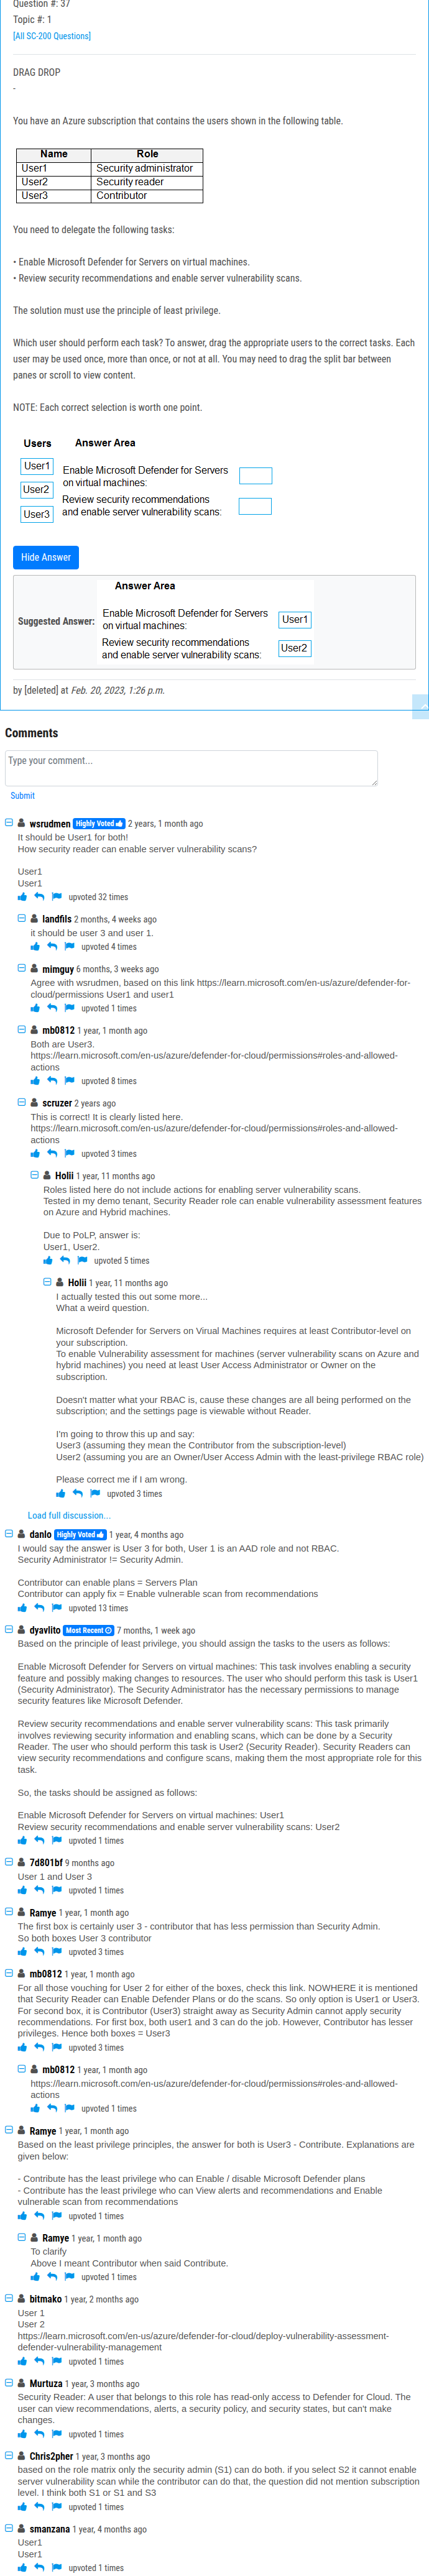 Question #: 37
Topic #: 1
[All SC-200 Questions]
DRAG DROP
-
You have an Azure subscription that contains the users shown in the following table.
Name Role
User1 Security administrator
User2 Security reader
User3 Contributor
You need to delegate the following tasks:
• Enable Microsoft Defender for Servers on virtual machines.
• Review security recommendations and enable server vulnerability scans.
The solution must use the principle of least privilege.
Which user should perform each task? To answer, drag the appropriate users to the correct tasks. Each
user may be used once, more than once, or not at all. You may need to drag the split bar between
panes or scroll to view content.
NOTE: Each correct selection is worth one point.
Users Answer Area
User1
Enable Microsoft Defender for Servers
on virtual machines:
User2
Review security recommendations
and enable server vulnerability scans:
User3
Hide Answer
Answer Area
Suggested Answer:
Enable Microsoft Defender for Servers
on virtual machines: User1
Review security recommendations
and enable server vulnerability scans: User2
by [deleted] at Feb. 20, 2023, 1:26 p.m.
Comments
Type your comment...
Submit
wsrudmen Highly Voted 2 years, 1 month ago
It should be User1 for both!
How security reader can enable server vulnerability scans?
User1
User1
upvoted 32 times
landfils 2 months, 4 weeks ago
it should be user 3 and user 1.
upvoted 4 times
mimguy 6 months, 3 weeks ago
Agree with wsrudmen, based on this link https://learn.microsoft.com/en-us/azure/defender-for-
cloud/permissions User1 and user1
upvoted 1 times
mb0812 1 year, 1 month ago
Both are User3.
https://learn.microsoft.com/en-us/azure/defender-for-cloud/permissions#roles-and-allowed-
actions
upvoted 8 times
scruzer 2 years ago
This is correct! It is clearly listed here.
https://learn.microsoft.com/en-us/azure/defender-for-cloud/permissions#roles-and-allowed-
actions
upvoted 3 times
Holii 1 year, 11 months ago
Roles listed here do not include actions for enabling server vulnerability scans.
Tested in my demo tenant, Security Reader role can enable vulnerability assessment features
on Azure and Hybrid machines.
Due to PoLP, answer is:
User1, User2.
upvoted 5 times
Holii 1 year, 11 months ago
I actually tested this out some more...
What a weird question.
Microsoft Defender for Servers on Virual Machines requires at least Contributor-level on
your subscription.
To enable Vulnerability assessment for machines (server vulnerability scans on Azure and
hybrid machines) you need at least User Access Administrator or Owner on the
subscription.
Doesn't matter what your RBAC is, cause these changes are all being performed on the
subscription; and the settings page is viewable without Reader.
I'm going to throw this up and say:
User3 (assuming they mean the Contributor from the subscription-level)
User2 (assuming you are an Owner/User Access Admin with the least-privilege RBAC role)
Please correct me if I am wrong.
upvoted 3 times
Load full discussion...
danlo Highly Voted 1 year, 4 months ago
I would say the answer is User 3 for both, User 1 is an AAD role and not RBAC.
Security Administrator != Security Admin.
Contributor can enable plans = Servers Plan
Contributor can apply fix = Enable vulnerable scan from recommendations
upvoted 13 times
dyavlito Most Recent 7 months, 1 week ago
Based on the principle of least privilege, you should assign the tasks to the users as follows:
Enable Microsoft Defender for Servers on virtual machines: This task involves enabling a security
feature and possibly making changes to resources. The user who should perform this task is User1
(Security Administrator). The Security Administrator has the necessary permissions to manage
security features like Microsoft Defender.
Review security recommendations and enable server vulnerability scans: This task primarily
involves reviewing security information and enabling scans, which can be done by a Security
Reader. The user who should perform this task is User2 (Security Reader). Security Readers can
view security recommendations and configure scans, making them the most appropriate role for this
task.
So, the tasks should be assigned as follows:
Enable Microsoft Defender for Servers on virtual machines: User1
Review security recommendations and enable server vulnerability scans: User2
upvoted 1 times
7d801bf 9 months ago
User 1 and User 3
upvoted 1 times
Ramye 1 year, 1 month ago
The first box is certainly user 3 - contributor that has less permission than Security Admin.
So both boxes User 3 contributor
upvoted 3 times
mb0812 1 year, 1 month ago
For all those vouching for User 2 for either of the boxes, check this link. NOWHERE it is mentioned
that Security Reader can Enable Defender Plans or do the scans. So only option is User1 or User3.
For second box, it is Contributor (User3) straight away as Security Admin cannot apply security
recommendations. For first box, both user1 and 3 can do the job. However, Contributor has lesser
privileges. Hence both boxes = User3
upvoted 3 times
mb0812 1 year, 1 month ago
https://learn.microsoft.com/en-us/azure/defender-for-cloud/permissions#roles-and-allowed-
actions
upvoted 1 times
Ramye 1 year, 1 month ago
Based on the least privilege principles, the answer for both is User3 - Contribute. Explanations are
given below:
- Contribute has the least privilege who can Enable / disable Microsoft Defender plans
- Contribute has the least privilege who can View alerts and recommendations and Enable
vulnerable scan from recommendations
upvoted 1 times
Ramye 1 year, 1 month ago
To clarify
Above I meant Contributor when said Contribute.
upvoted 1 times
bitmako 1 year, 2 months ago
User 1
User 2
https://learn.microsoft.com/en-us/azure/defender-for-cloud/deploy-vulnerability-assessment-
defender-vulnerability-management
upvoted 1 times
Murtuza 1 year, 3 months ago
Security Reader: A user that belongs to this role has read-only access to Defender for Cloud. The
user can view recommendations, alerts, a security policy, and security states, but can't make
changes.
upvoted 1 times
Chris2pher 1 year, 3 months ago
based on the role matrix only the security admin (S1) can do both. if you select S2 it cannot enable
server vulnerability scan while the contributor can do that, the question did not mention subscription
level. I think both S1 or S1 and S3
upvoted 1 times
smanzana 1 year, 4 months ago
User1
User1
upvoted 1 times